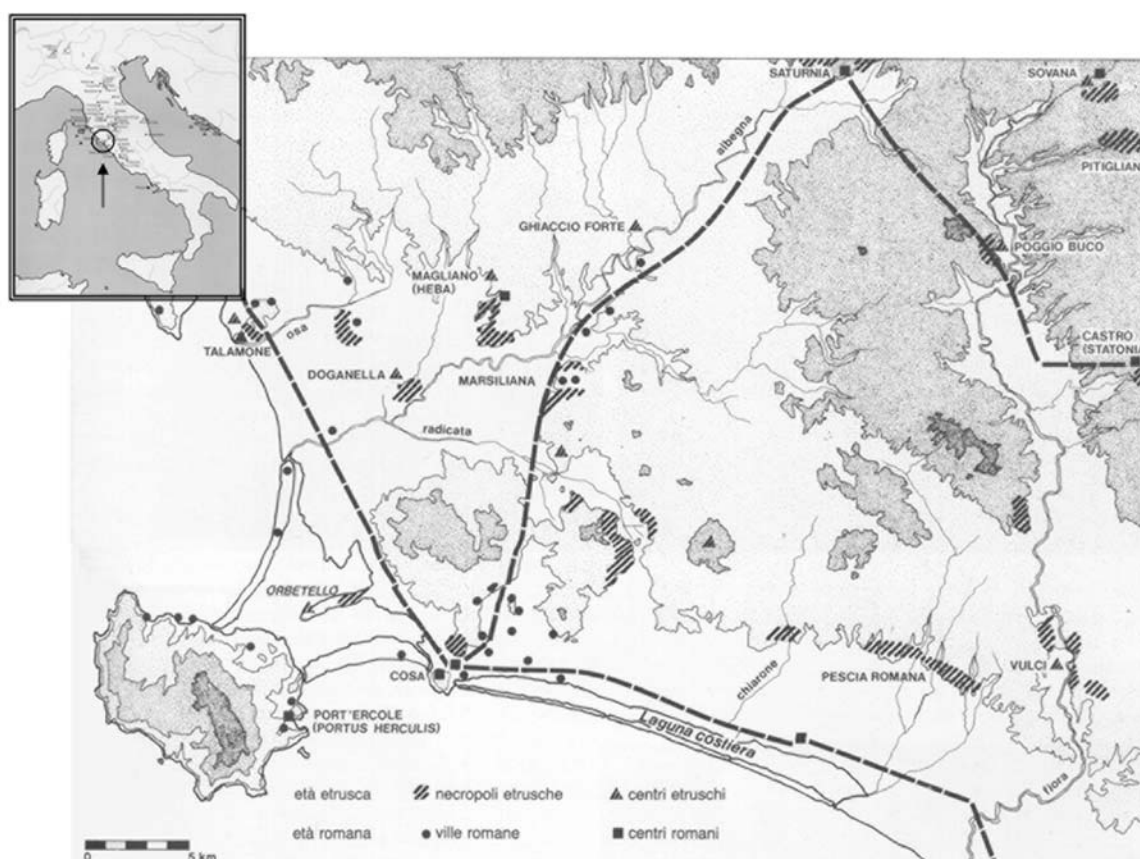 SATURNIA
SOVANA
albegna
PITIGLIAN
GHIACCIO FORTE
POGGIO BUCO
MAGLIANO
(HEBA)
osa
TALAMONE
CASTRO
(STATONIA)
DOGANELLA
MARSILIANA
radicata
ORBETELLO
COSA
chiarone
PESCIA ROMANA
VULCI
PORT'ERCOLE
(PORTUS HERCULIS)
Laguna costiera
fiora
età etrusca
necropoli etrusche
centri etruschi
età romana
ville romane
centri romani
0
5 km